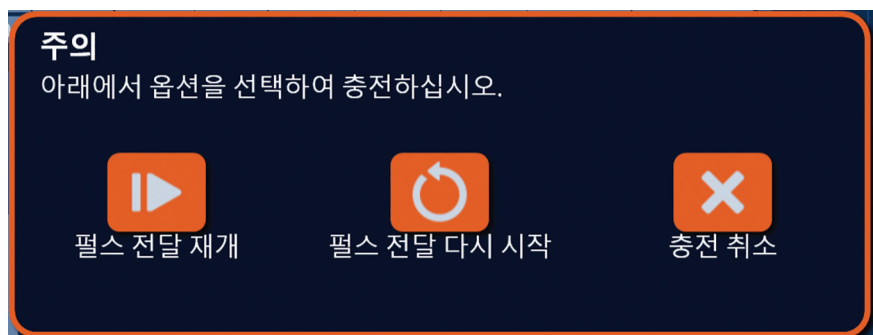 주의
아래에서 옵션을 선택하여 충전하십시오.
펄스 전달 재개
펄스 전달 다시 시작
충전 취소